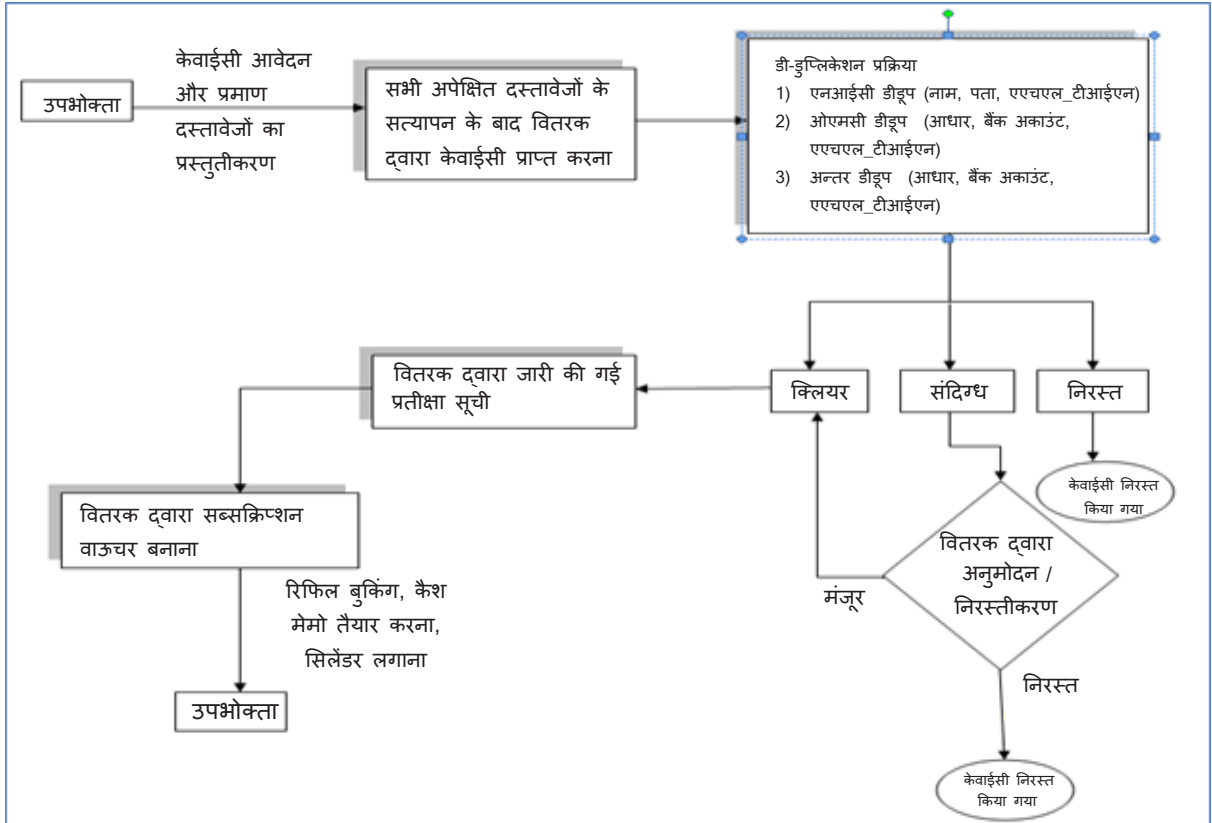 उपभोक्ता
केवाईसी आवेदन
और प्रमाण
दस्तावेजों का
प्रस्तुतीकरण
सभी अपेक्षित दस्तावेजों के
सत्यापन के बाद वितरक
द्वारा केवाईसी प्राप्त करना
डी-डुप्लिकेशन प्रक्रिया
1) एनआईसी डीडूप (नाम, पता, एएचएल_टीआईएन)
2) ओएमसी डीडूप (आधार, बैंक अकाउंट,
एएचएल_टीआईएन)
3) अन्तर डीडूप (आधार, बैंक अकाउंट,
एएचएल_टीआईएन)
वितरक द्वारा जारी की गई
प्रतीक्षा सूची
क्लियर
संदिग्ध
निरस्त
केवाईसी निरस्त
किया गया
वितरक द्वारा सब्सक्रिप्शन
वाऊचर बनाना
वितरक द्वारा
अनुमोदन /
निरस्तीकरण
मंजूर
रिफिल बुकिंग, कैश
मेमो तैयार करना,
सिलेंडर लगाना
निरस्त
उपभोक्ता
केवाईसी निरस्त
किया गया